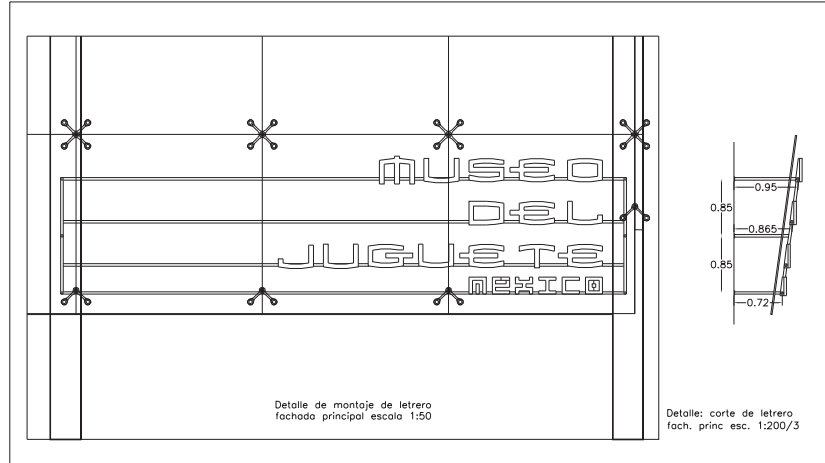 MUSEO
DEL
JUGUETE
MEXICO
0.95
0.85
0.865
0.85
0.72
Detalle de montaje de letrero
fachada principal escala 1:50
Detalle: corte de letrero
fach. princ esc. 1:200/3